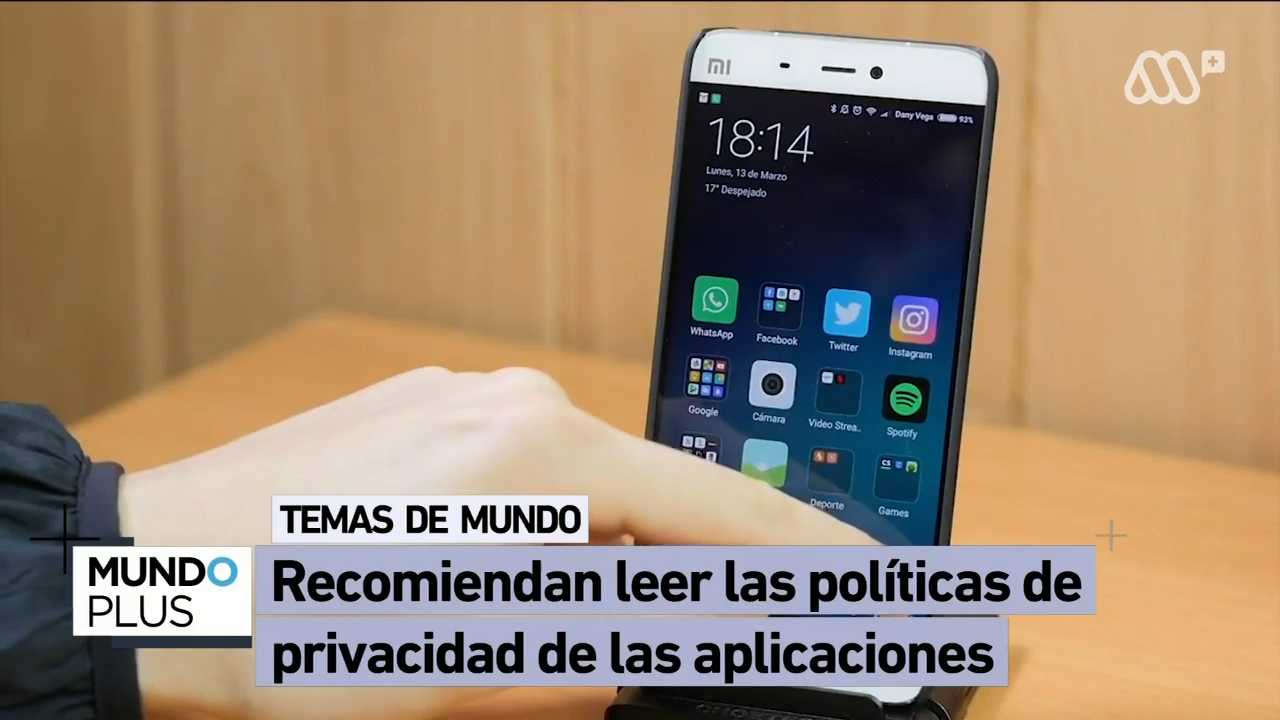 MI
Dany Vega 93%
18:14
Lunes, 13 de Marzo
17° Despejado
WhatsApp Facebook Twitter Instagram
Google Cámara Video Strea.. Spotify
Deporte Games
TEMAS DE MUNDO
MUNDO
PLUS
Recomiendan leer las políticas de
privacidad de las aplicaciones